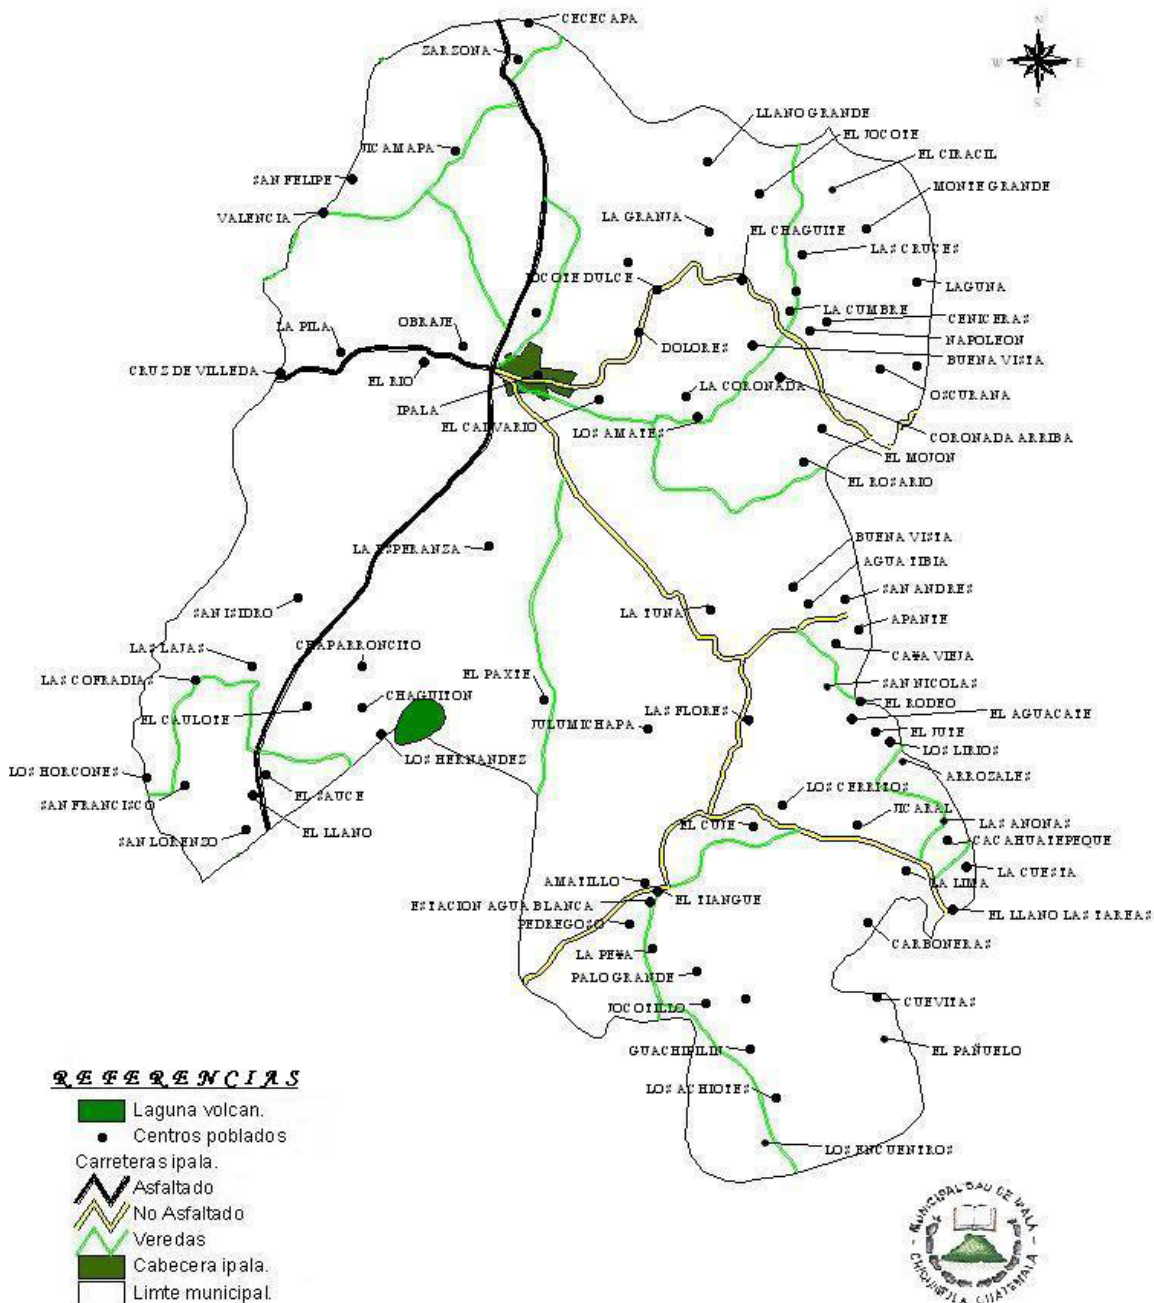 CECECAPA
N
ZARZONA
W E
S
LLANO GRANDE
EL JOCOTE
JICAMAPA
EL CIRACIL
SAN FELIPE
MONTE GRANDE
VALENCIA
LA GRANJA
EL CHAGUITE
LAS CRUCES
JOCOTE DULCE
LAGUNA
LA CUMBRE
CENICERAS
OBRAJE
LA PILA
DOLORES
NAPOLEON
BUENA VISTA
CRUZ DE VILLEDA
EL RIO
LA CORONADA
OSCURANA
IPALA
EL CALVARIO
LOS AMATES
CORONADA ARRIBA
EL MOJON
EL ROSARIO
BUENA VISTA
LA ESPERANZA
AGUA TIBIA
SAN ANDRES
SAN ISIDRO
LA TUNA
APANTE
LAS LAJAS
CHAPARRONCITO
CA¥A VIEJA
LAS COFRADIAS
EL PAXTE
SAN NICOLAS
CHAGUITON
EL RODEO
EL CAULOTE
JULUMICHAPA
LAS FLORES
EL AGUACATE
EL JUTE
LOS LIRIOS
LOS HERNANDEZ
LOS HORCONES
ARROZALES
SAN FRANCISCO
EL SAUCE
LOS CERRITOS
JICARAL
LAS ANONAS
EL LLANO
EL CUJE
SAN LORENZO
CACAHUATEPEQUE
LA CUESTA
AMATILLO
LA LIMA
EL TIANGUE
ESTACION AGUA BLANCA
EL LLANO LAS TAREAS
PEDREGOSO
CARBONERAS
LA PE¥A
PALO GRANDE
JOCOTILLO
CUEVITAS
GUACHIPILIN
EL PAÑUELO
LOS ACHIOTES
LOS ENCUENTROS
REFERENCIAS
Laguna volcan.
Centros poblados
Carreteras ipala.
Asfaltado
No Asfaltado
Veredas
Cabecera ipala.
Limte municipal.
MUNICIPALIDAD DE IPALA
CHIQUIMULA GUATEMALA